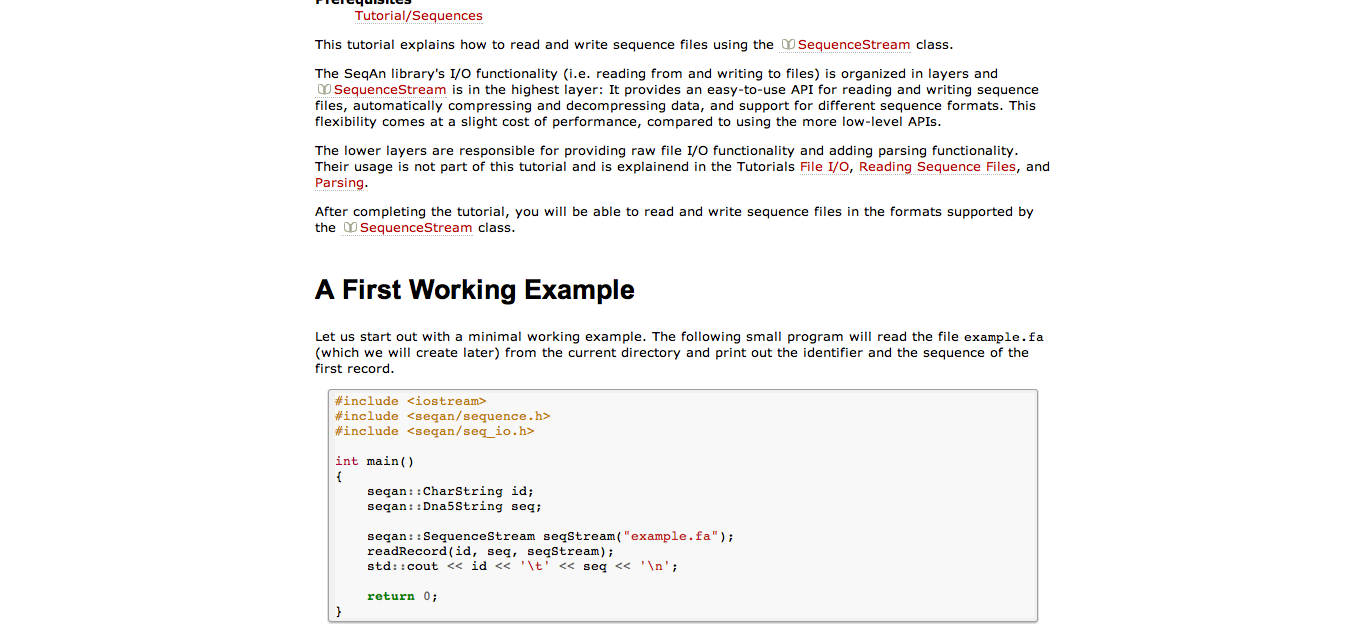 Prerequisites
Tutorial/Sequences
This tutorial explains how to read and write sequence files using the SequenceStream class.
The SeqAn library's I/O functionality (i.e. reading from and writing to files) is organized in layers and
SequenceStream is in the highest layer: It provides an easy-to-use API for reading and writing sequence
files, automatically compressing and decompressing data, and support for different sequence formats. This
flexibility comes at a slight cost of performance, compared to using the more low-level APIs.
The lower layers are responsible for providing raw file I/O functionality and adding parsing functionality.
Their usage is not part of this tutorial and is explainend in the Tutorials File I/O, Reading Sequence Files, and
Parsing.
After completing the tutorial, you will be able to read and write sequence files in the formats supported by
the SequenceStream class.
A First Working Example
Let us start out with a minimal working example. The following small program will read the file example.fa
(which we will create later) from the current directory and print out the identifier and the sequence of the
first record.
#include <iostream>
#include <seqan/sequence.h>
#include <seqan/seq_io.h>
int main()
{
    seqan::CharString id;
    seqan::Dna5String seq;
    seqan::SequenceStream seqStream("example.fa");
    readRecord(id, seq, seqStream);
    std::cout << id << '\t' << seq << '\n';
    return 0;
}